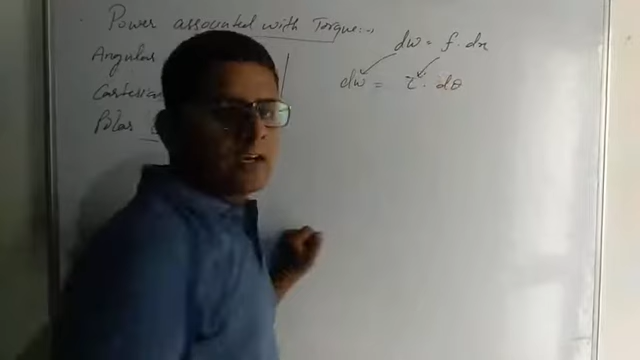 Power associated with Torque...
Angular
Cartesian
Polar
dw = f . dx
dw = τ . dθ